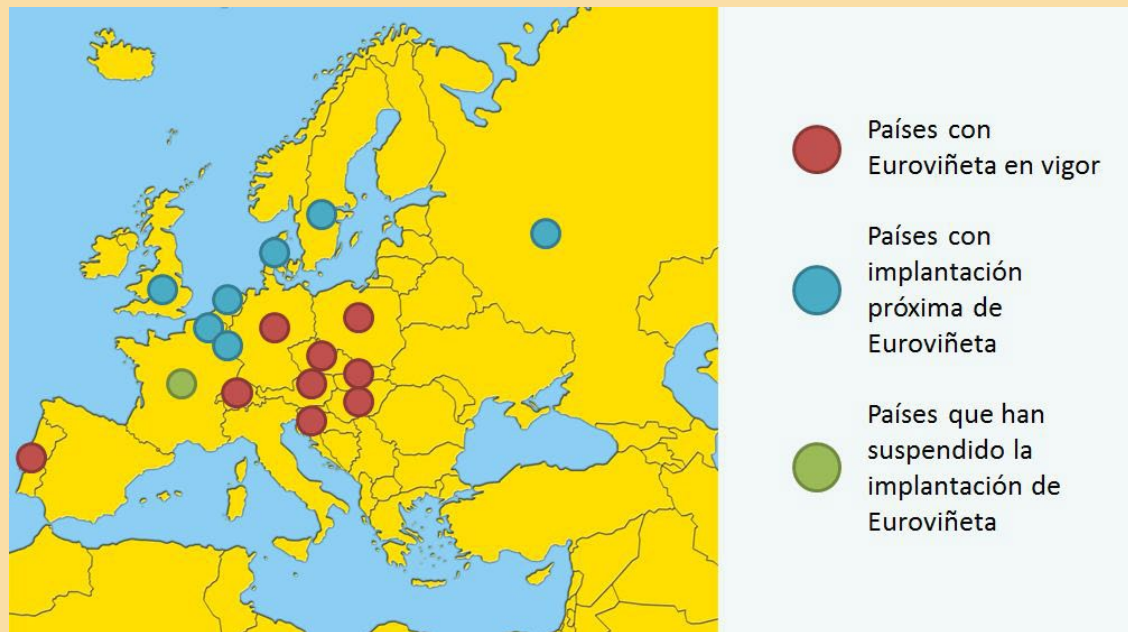 Países con
Euroviñeta en vigor
Países con
implantación
próxima de
Euroviñeta
Países que han
suspendido la
implantación de
Euroviñeta